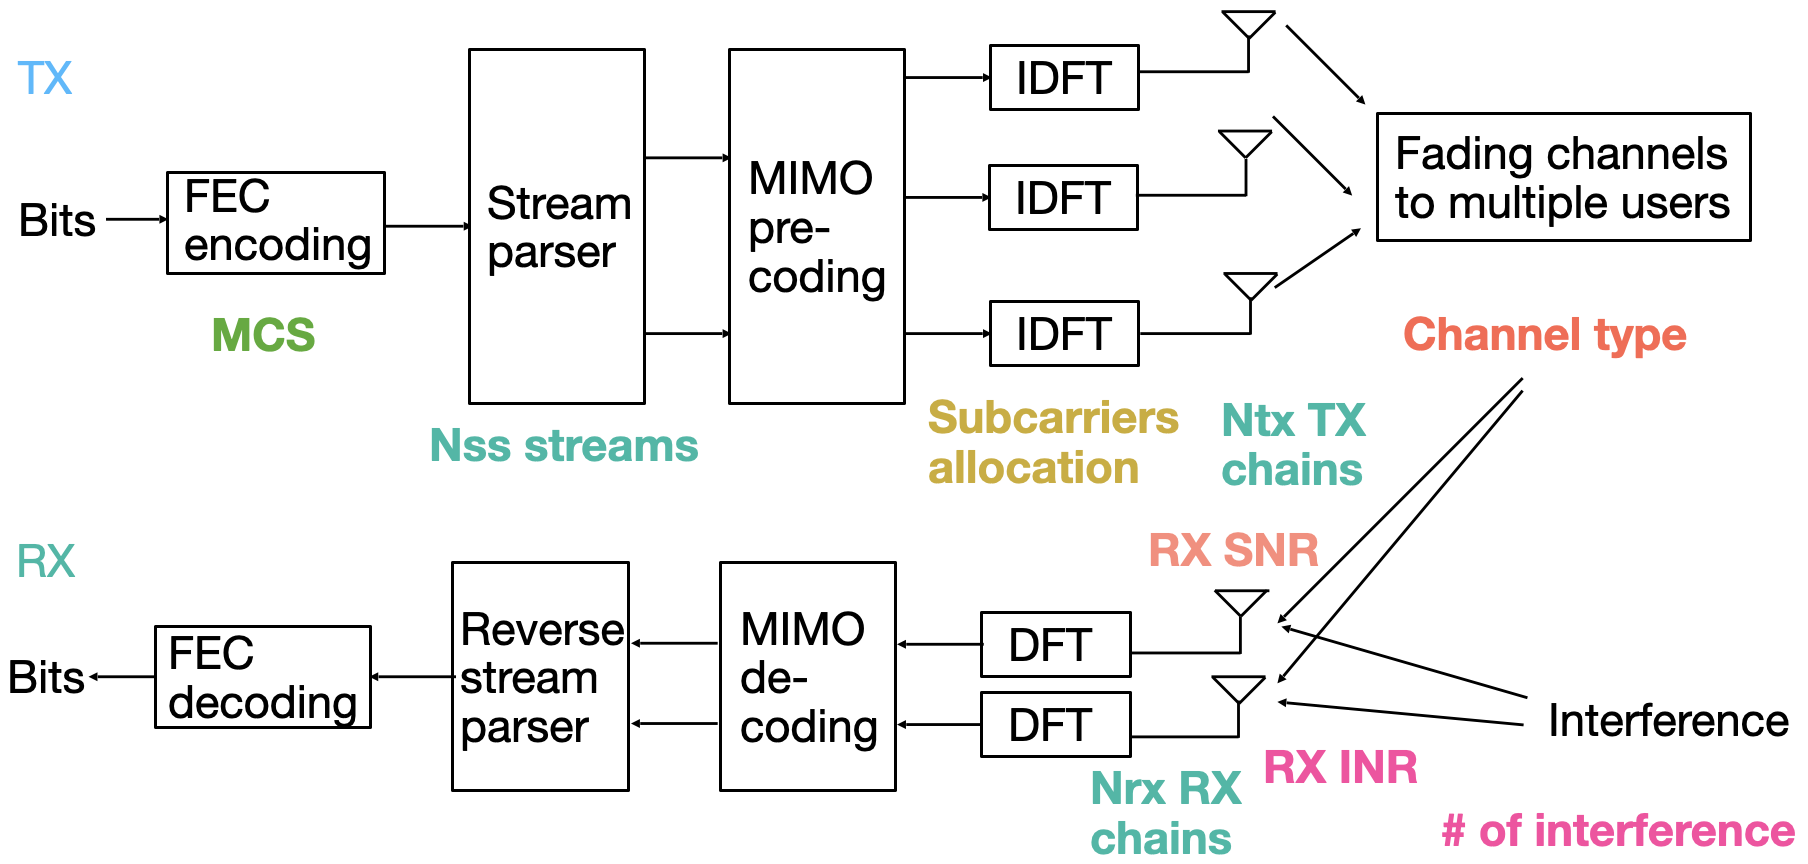 TX
Bits
FEC
encoding
MCS
Stream
parser
Nss streams
MIMO
pre-
coding
IDFT
IDFT
IDFT
Subcarriers
allocation
Ntx TX
chains
Fading channels
to multiple users
Channel type
RX
Bits
FEC
decoding
Reverse
stream
parser
MIMO
de-
coding
DFT
DFT
RX SNR
Nrx RX
chains
RX INR
Interference
# of interference